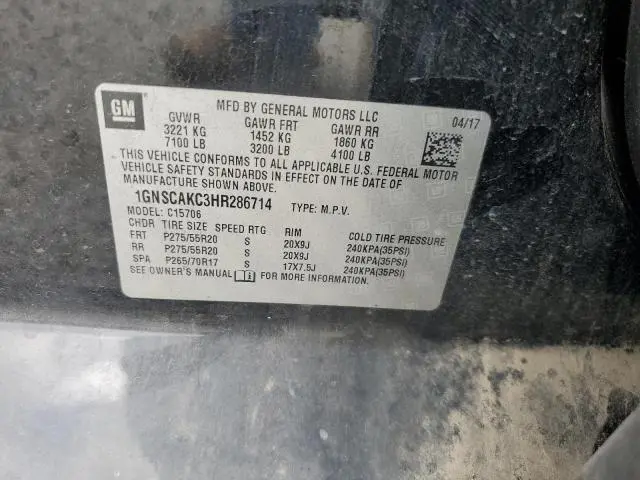 GM
MFD BY GENERAL MOTORS LLC
04/17
GVWR GAWR FRT GAWR RR
3221 KG 1452 KG 1860 KG
7100 LB 3200 LB 4100 LB
THIS VEHICLE CONFORMS TO ALL APPLICABLE U.S. FEDERAL MOTOR
VEHICLE SAFETY STANDARDS IN EFFECT ON THE DATE OF
MANUFACTURE SHOWN ABOVE.
1GNSCAKC3HR286714 TYPE: M.P.V.
MODEL: C15706
CHDR TIRE SIZE SPEED RTG RIM COLD TIRE PRESSURE
FRT P275/55R20 S 20X9J 240KPA(35PSI)
RR P275/55R20 S 20X9J 240KPA(35PSI)
SPA P265/70R17 S 17X7.5J 240KPA(35PSI)
SEE OWNER'S MANUAL FOR MORE INFORMATION.